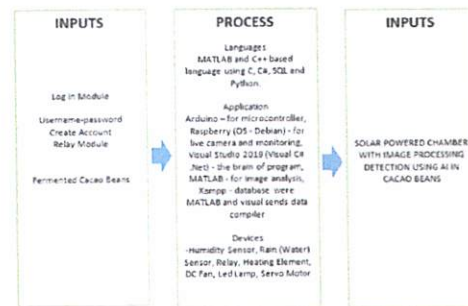 INPUTS
Log in Module
Username-password
Create Account
Relay Module
Fermented Cacao Beans
PROCESS
Languages
MATLAB and C++ based
language using C, C#, SQL and
Python.
Application
Arduino – for microcontroller,
Raspberry (OS - Debian) - for
live camera and monitoring,
Visual Studio 2019 (Visual C#
.Net) - the brain of program,
MATLAB - for image analysis,
Xampp - database were
MATLAB and visual sends data
compiler
Devices
-Humidity Sensor, Rain (Water)
Sensor, Relay, Heating Element,
DC Fan, Led Lamp, Servo Motor
INPUTS
SOLAR POWERED CHAMBER
WITH IMAGE PROCESSING
DETECTION USING AI IN
CACAO BEANS